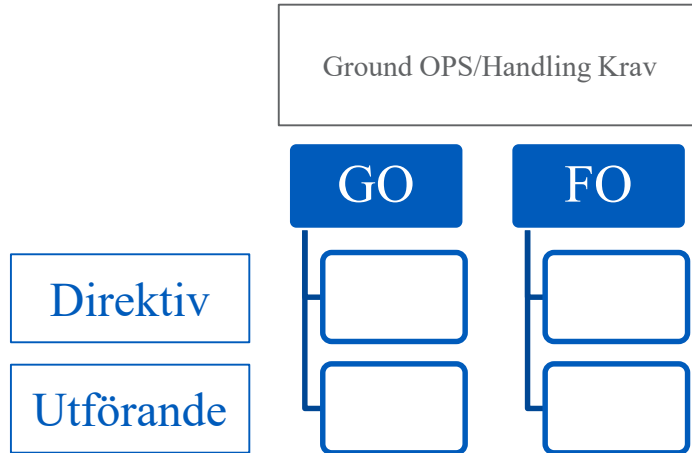 Ground OPS/Handling Krav
GO
FO
Direktiv
Utförande